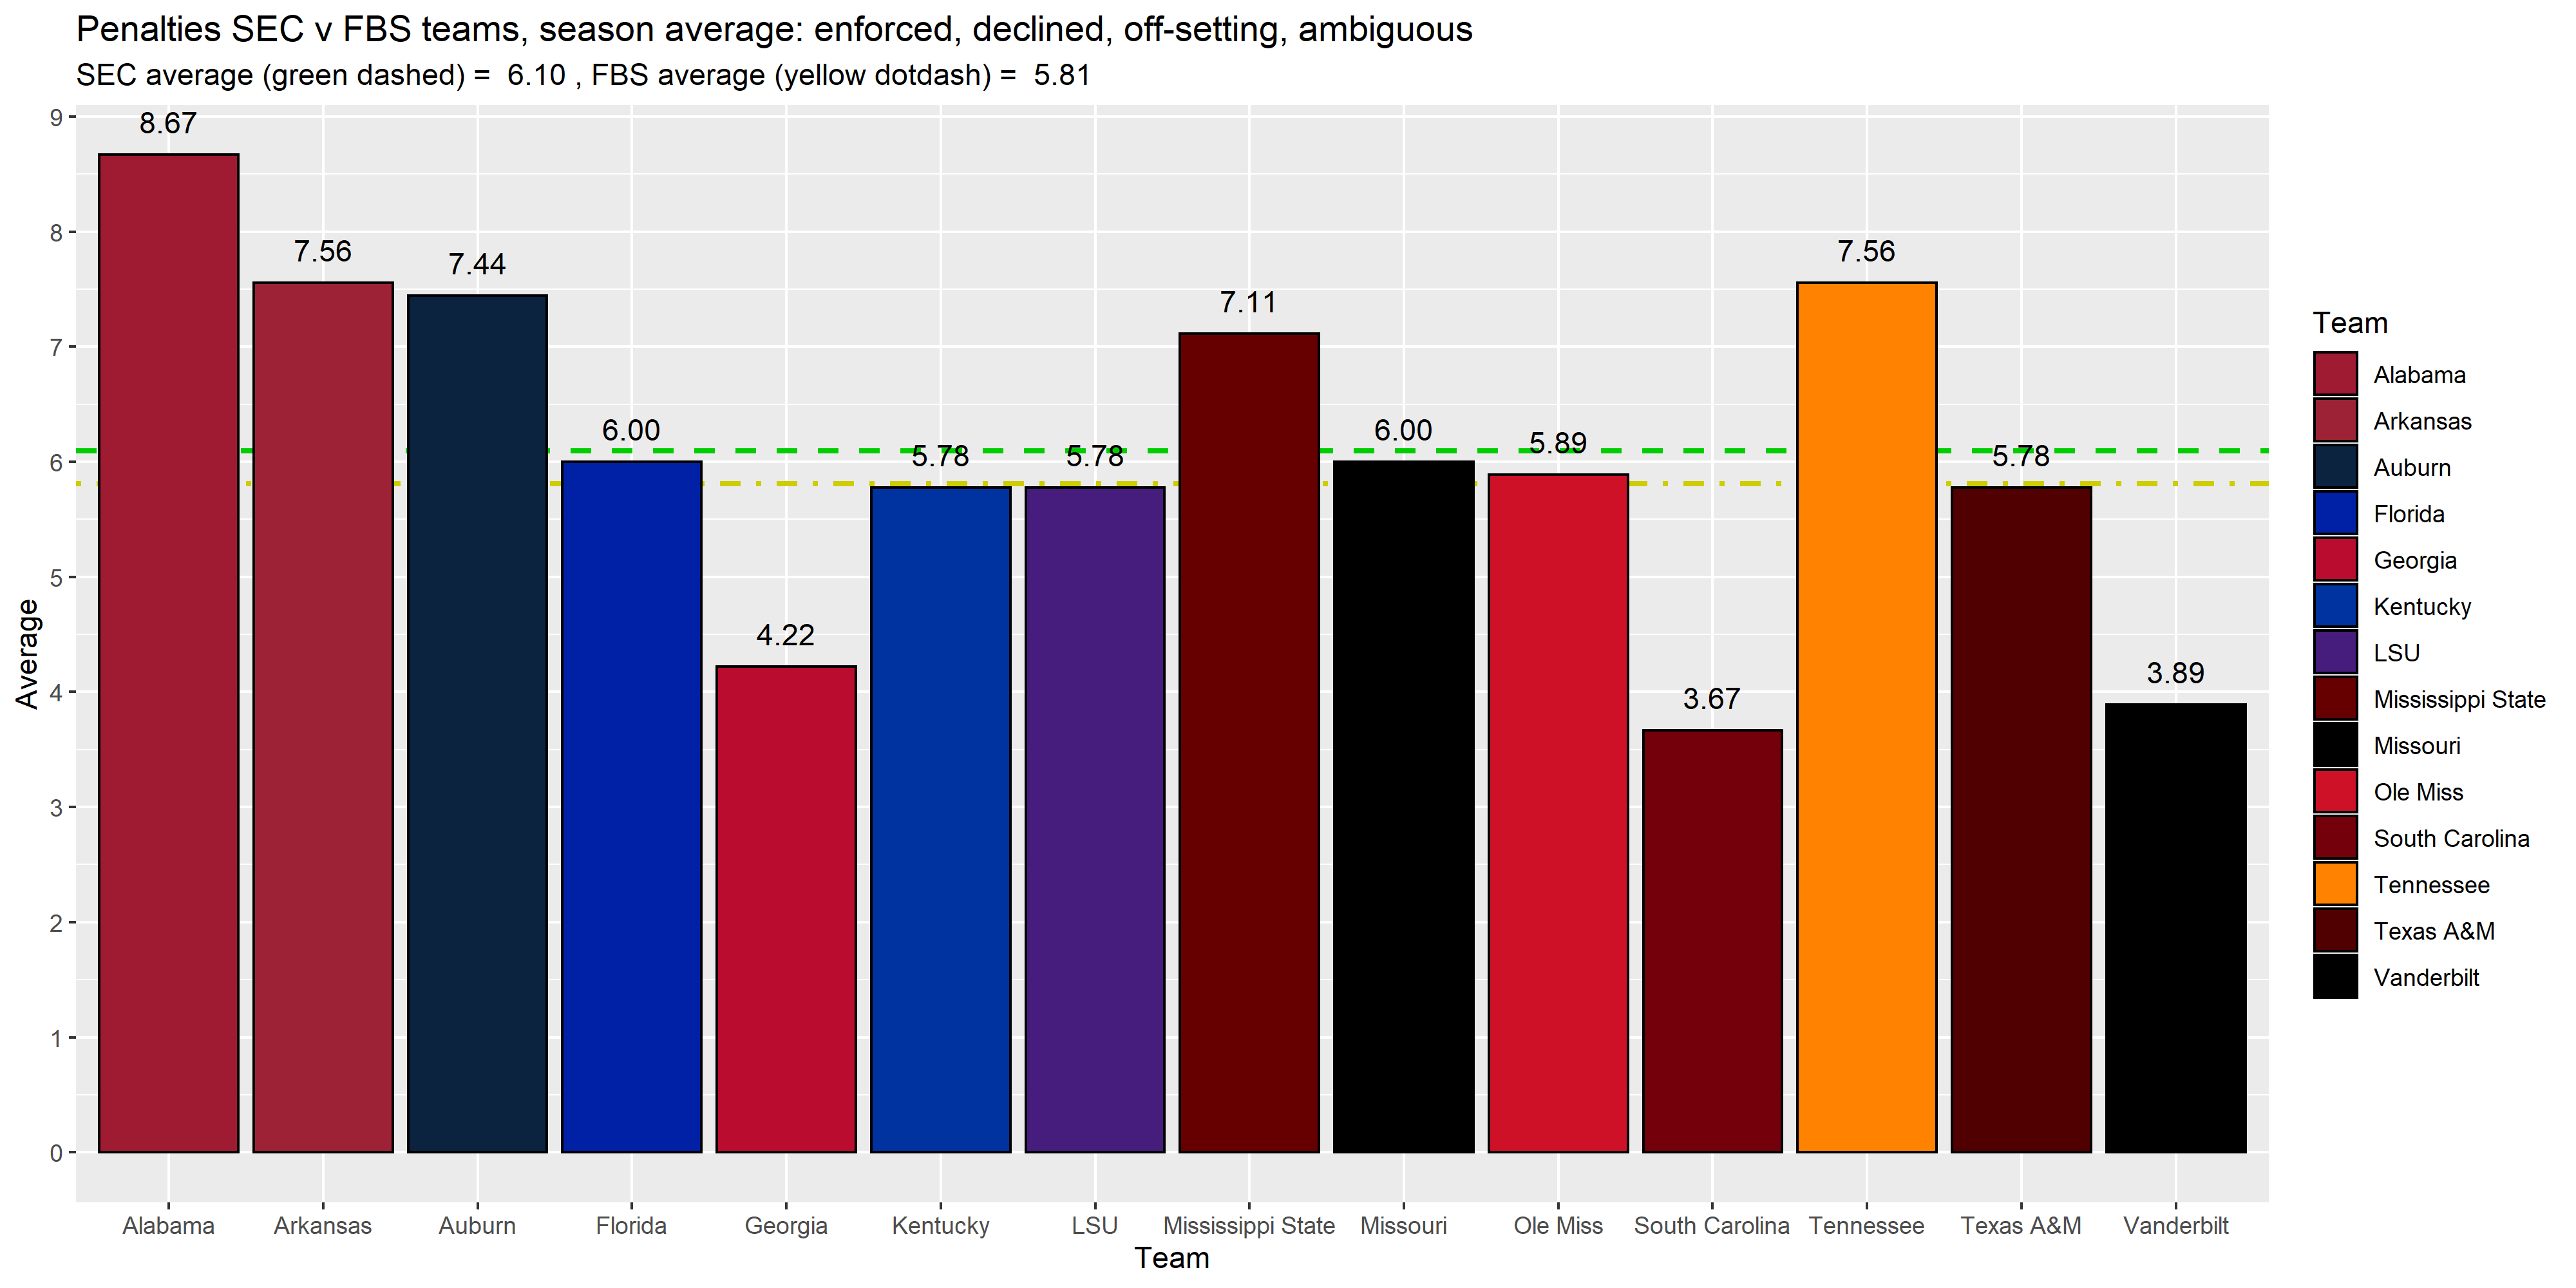 Penalties SEC v FBS teams, season average: enforced, declined, off-setting, ambiguous
SEC average (green dashed) =  6.10 , FBS average (yellow dotdash) =  5.81
9
8
7
6
5
4
3
2
1
0
Average
8.67
7.56
7.44
6.00
4.22
5.78
5.78
7.11
6.00
5.89
3.67
7.56
5.78
3.89
Alabama
Arkansas
Auburn
Florida
Georgia
Kentucky
LSU
Mississippi State
Missouri
Ole Miss
South Carolina
Tennessee
Texas A&M
Vanderbilt
Team
Team
Alabama
Arkansas
Auburn
Florida
Georgia
Kentucky
LSU
Mississippi State
Missouri
Ole Miss
South Carolina
Tennessee
Texas A&M
Vanderbilt